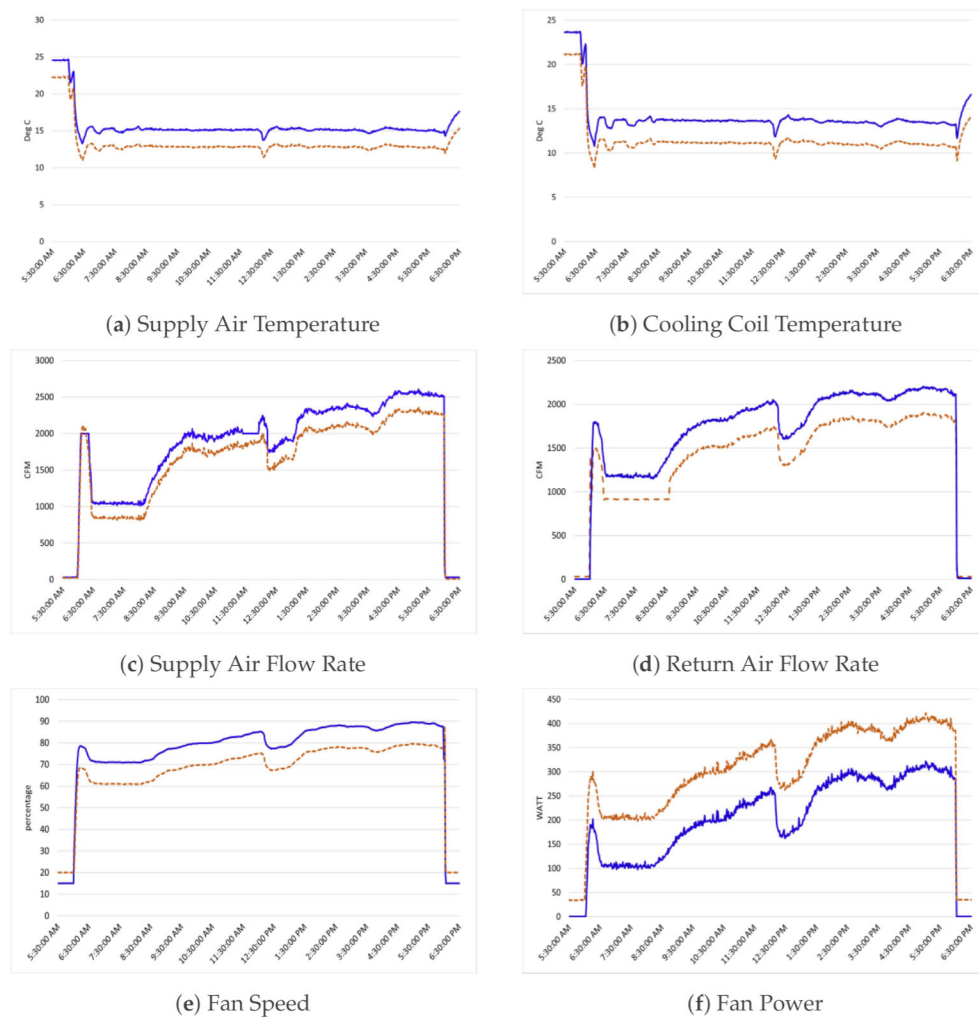 30
25
20
15
10
5
0
Deg C
5:30:00 AM
6:30:00 AM
7:30:00 AM
8:30:00 AM
9:30:00 AM
10:30:00 AM
11:30:00 AM
12:30:00 PM
1:30:00 PM
2:30:00 PM
3:30:00 PM
4:30:00 PM
5:30:00 PM
6:30:00 PM
(a) Supply Air Temperature
25
20
15
10
5
0
Deg C
5:30:00 AM
6:30:00 AM
7:30:00 AM
8:30:00 AM
9:30:00 AM
10:30:00 AM
11:30:00 AM
12:30:00 PM
1:30:00 PM
2:30:00 PM
3:30:00 PM
4:30:00 PM
5:30:00 PM
6:30:00 PM
(b) Cooling Coil Temperature
3000
2500
2000
1500
1000
500
0
CFM
5:30:00 AM
6:30:00 AM
7:30:00 AM
8:30:00 AM
9:30:00 AM
10:30:00 AM
11:30:00 AM
12:30:00 PM
1:30:00 PM
2:30:00 PM
3:30:00 PM
4:30:00 PM
5:30:00 PM
6:30:00 PM
(c) Supply Air Flow Rate
2500
2000
1500
1000
500
0
CFM
5:30:00 AM
6:30:00 AM
7:30:00 AM
8:30:00 AM
9:30:00 AM
10:30:00 AM
11:30:00 AM
12:30:00 PM
1:30:00 PM
2:30:00 PM
3:30:00 PM
4:30:00 PM
5:30:00 PM
6:30:00 PM
(d) Return Air Flow Rate
100
90
80
70
60
50
40
30
20
10
0
percentage
5:30:00 AM
6:30:00 AM
7:30:00 AM
8:30:00 AM
9:30:00 AM
10:30:00 AM
11:30:00 AM
12:30:00 PM
1:30:00 PM
2:30:00 PM
3:30:00 PM
4:30:00 PM
5:30:00 PM
6:30:00 PM
(e) Fan Speed
450
400
350
300
250
200
150
100
50
0
WATT
5:30:00 AM
6:30:00 AM
7:30:00 AM
8:30:00 AM
9:30:00 AM
10:30:00 AM
11:30:00 AM
12:30:00 PM
1:30:00 PM
2:30:00 PM
3:30:00 PM
4:30:00 PM
5:30:00 PM
6:30:00 PM
(f) Fan Power